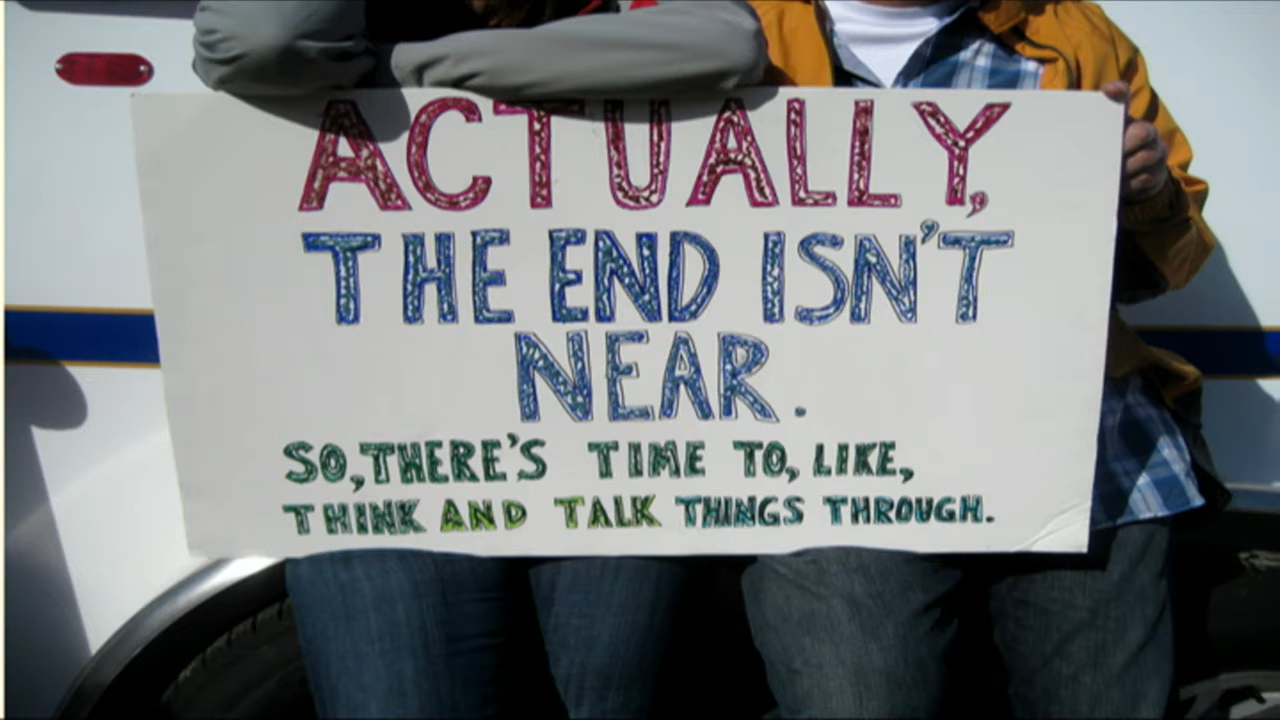 ACTUALLY,
THE END ISN'T
NEAR.
SO, THERE'S TIME TO, LIKE,
THINK AND TALK THINGS THROUGH.